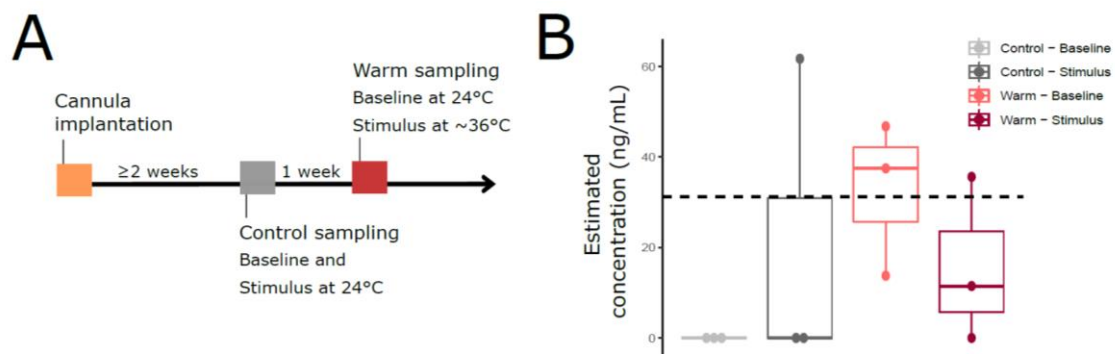 A
Cannula
implantation
≥2 weeks
1 week
Warm sampling
Baseline at 24°C
Stimulus at ~36°C
Control sampling
Baseline and
Stimulus at 24°C
B
Estimated
concentration (ng/mL)
60
40
20
0
Control − Baseline
Control − Stimulus
Warm − Baseline
Warm − Stimulus